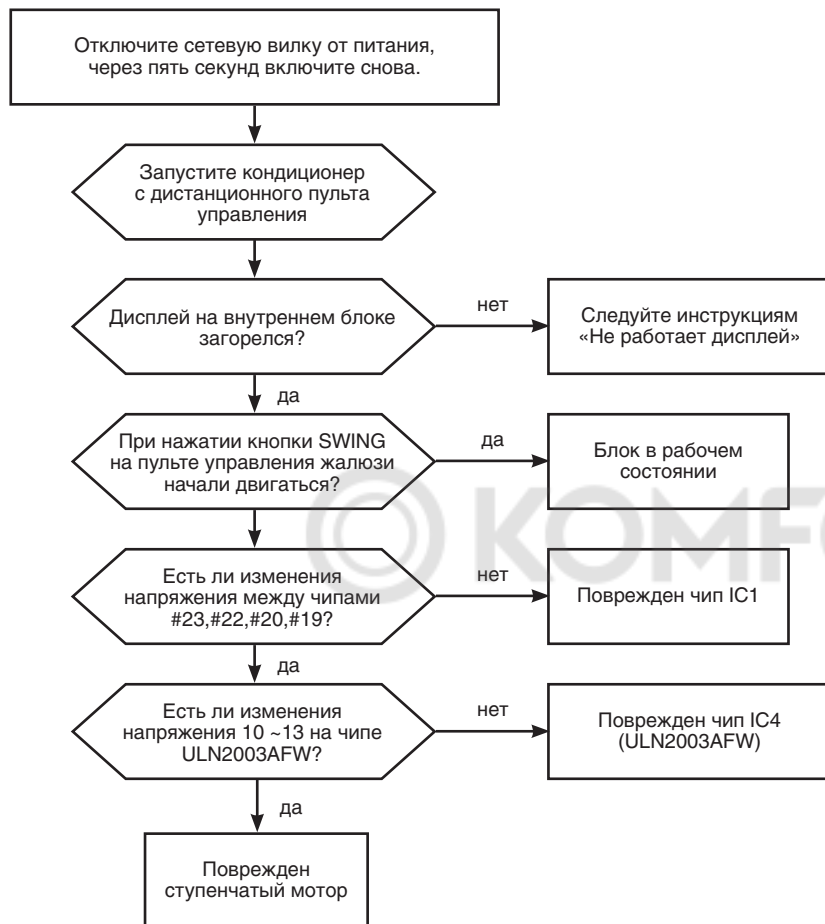 Отключите сетевую вилку от питания,
через пять секунд включите снова.
Запустите кондиционер
с дистанционного пульта
управления
Дисплей на внутреннем блоке
загорелся?
нет
Следуйте инструкциям
«Не работает дисплей»
да
При нажатии кнопки SWING
на пульте управления жалюзи
начали двигаться?
да
Блок в рабочем
состоянии
KOMF
Есть ли изменения
напряжения между чипами
#23,#22,#20,#19?
нет
Поврежден чип IC1
да
Есть ли изменения
напряжения 10 ~13 на чипе
ULN2003AFW?
нет
Поврежден чип IC4
(ULN2003AFW)
да
Поврежден
ступенчатый мотор